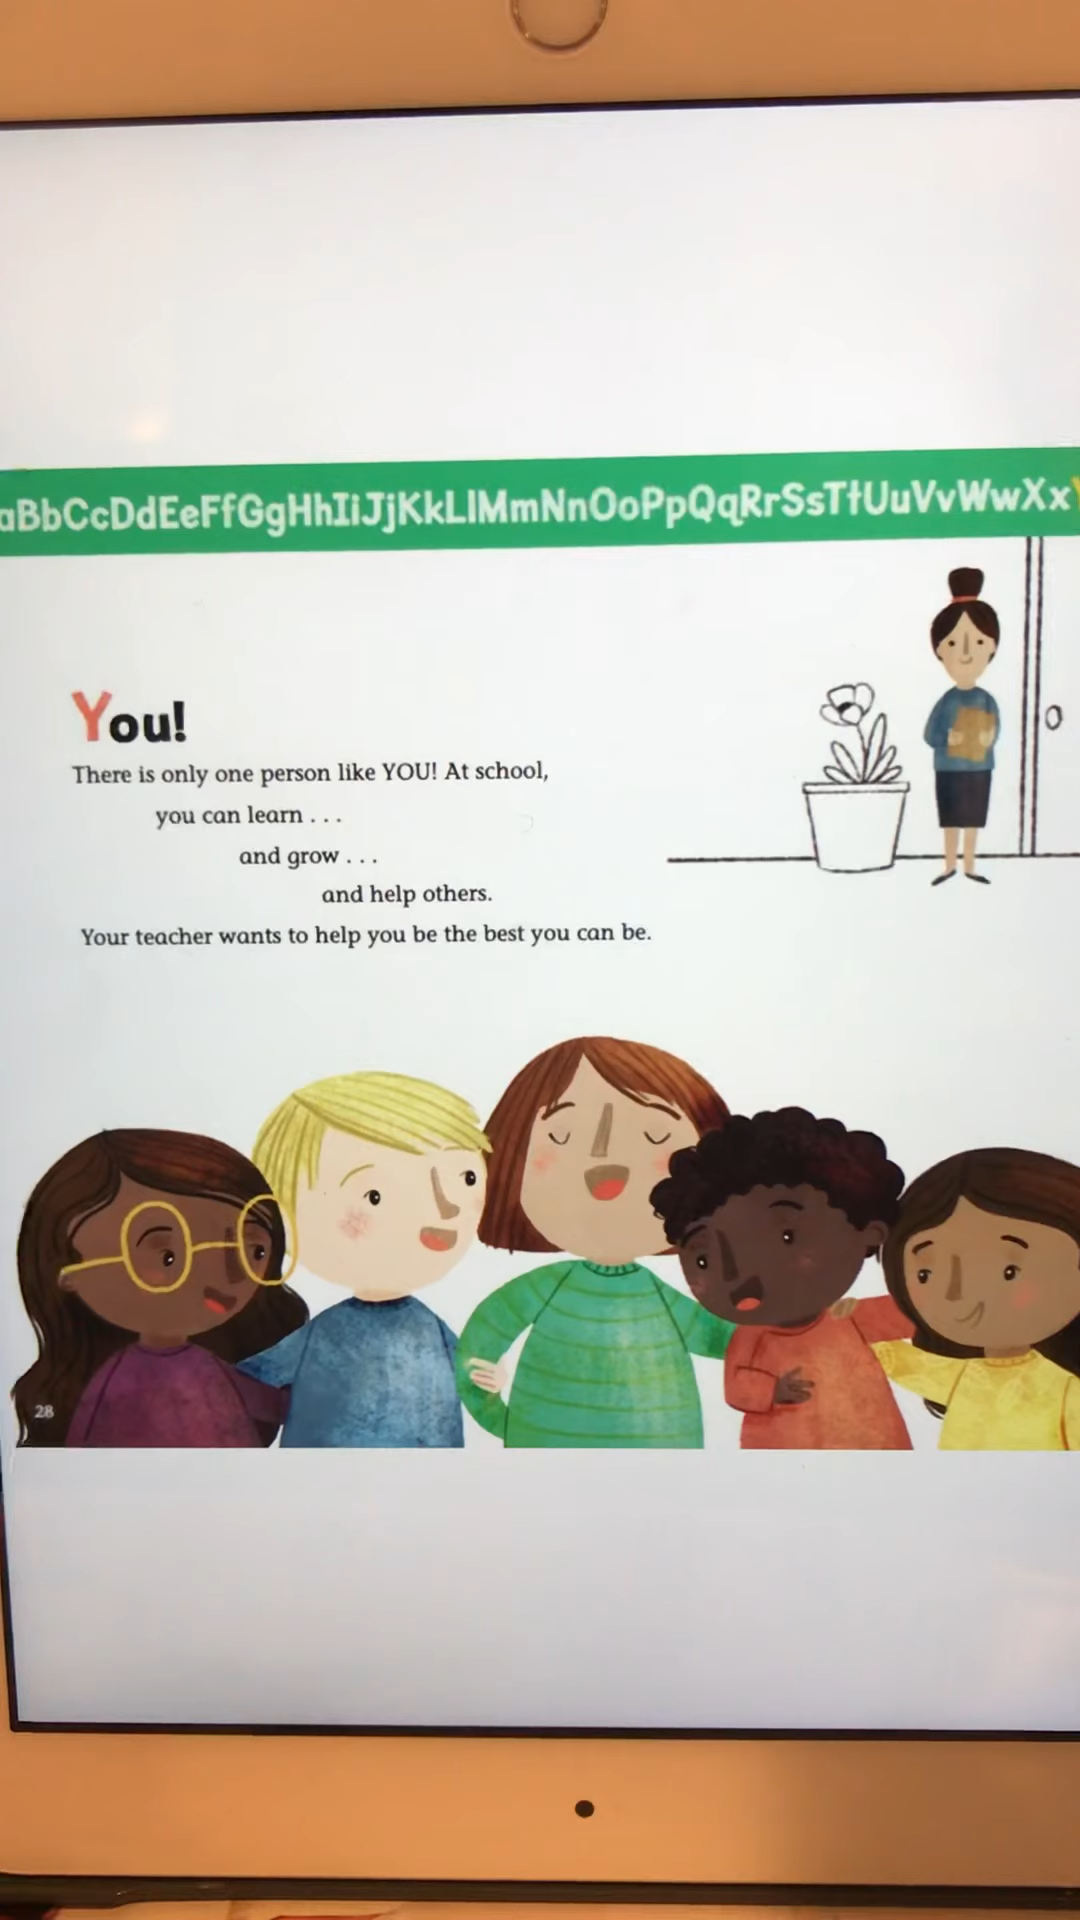 aBbCcDdEeFfGgHhIiJjKkLlMmNnOoPpQqRrSsTtUuVvWwXx
You!
There is only one person like YOU! At school,
you can learn . . .
and grow . . .
and help others.
Your teacher wants to help you be the best you can be.
28